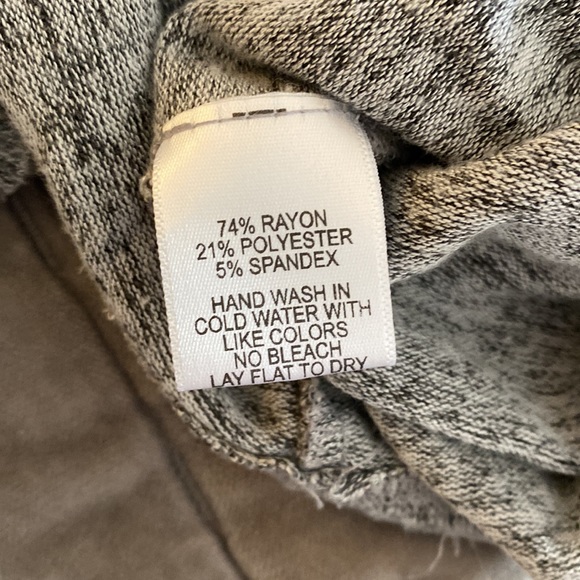 74% RAYON
21% POLYESTER
5% SPANDEX
HAND WASH IN
COLD WATER WITH
LIKE COLORS
NO BLEACH
LAY FLAT TO DRY